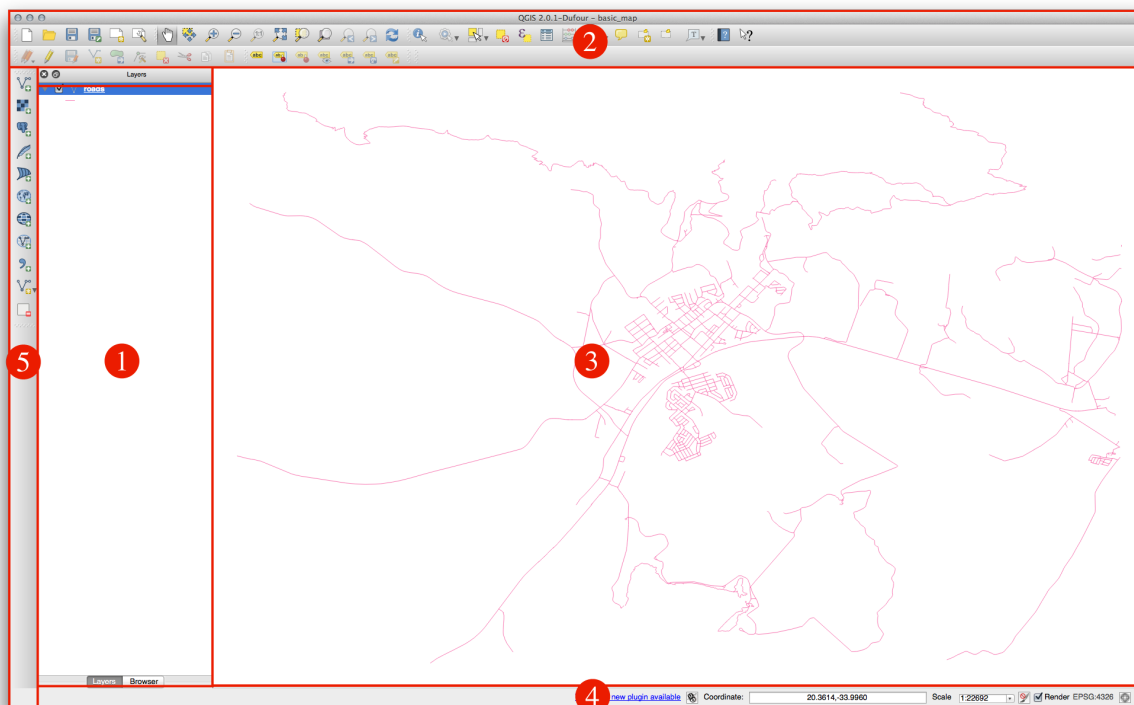 QGIS 2.0.1-Dufour - basic_map
2
Layers
roads
5
1
3
Layers Browser
4
new plugin available Coordinate: 20.3614,-33.9960 Scale 1:22692 Render EPSG:4326